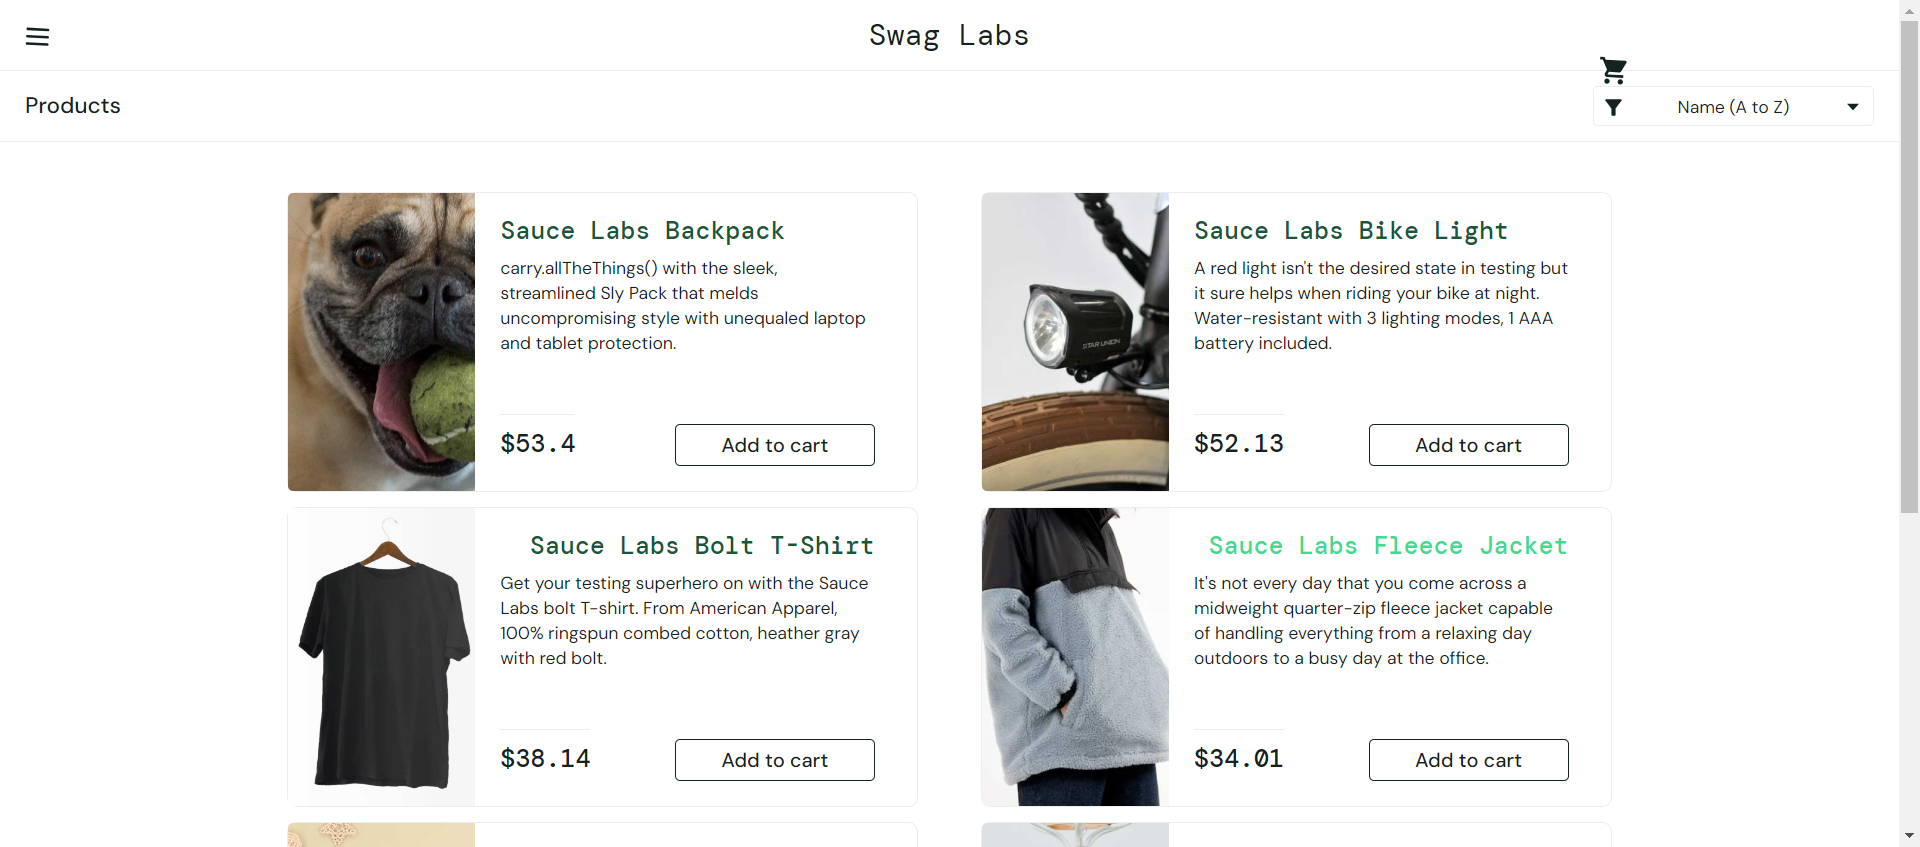 Swag Labs
Products
Name (A to Z)
Sauce Labs Backpack
carry.allTheThings() with the sleek,
streamlined Sly Pack that melds
uncompromising style with unequaled laptop
and tablet protection.
$53.4
Add to cart
Sauce Labs Bike Light
A red light isn't the desired state in testing but
it sure helps when riding your bike at night.
Water-resistant with 3 lighting modes, 1 AAA
battery included.
STAR UNION
$52.13
Add to cart
Sauce Labs Bolt T-Shirt
Get your testing superhero on with the Sauce
Labs bolt T-shirt. From American Apparel,
100% ringspun combed cotton, heather gray
with red bolt.
$38.14
Add to cart
Sauce Labs Fleece Jacket
It's not every day that you come across a
midweight quarter-zip fleece jacket capable
of handling everything from a relaxing day
outdoors to a busy day at the office.
$34.01
Add to cart